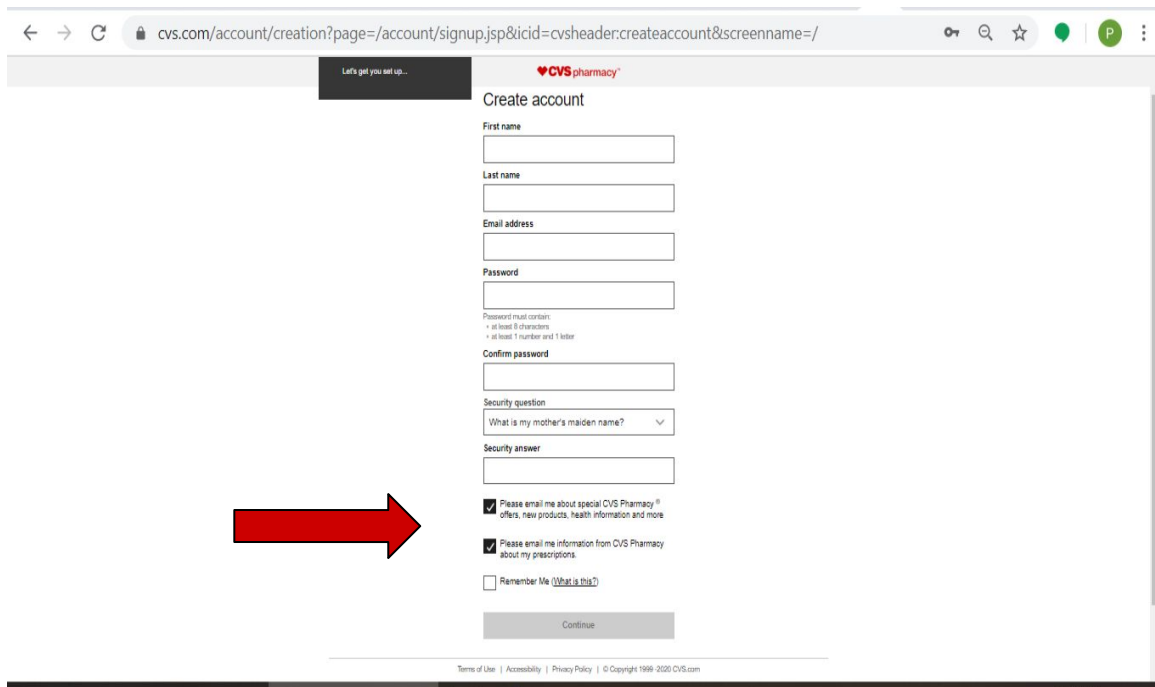 cvs.com/account/creation?page=/account/signup.jsp&icid=cvsheader:createaccount&screenname=/
P
Let's get you set up...
CVS pharmacy
Create account
First name
Last name
Email address
Password
Password must contain:
at least 8 characters
at least 1 number and 1 letter
Confirm password
Security question
What is my mother's maiden name?
Security answer
Please email me about special CVS Pharmacy ®
offers, new products, health information and more
Please email me information from CVS Pharmacy
about my prescriptions.
Remember Me (What is this?)
Continue
Terms of Use | Accessibility | Privacy Policy | © Copyright 1999 -2020 CVS.com